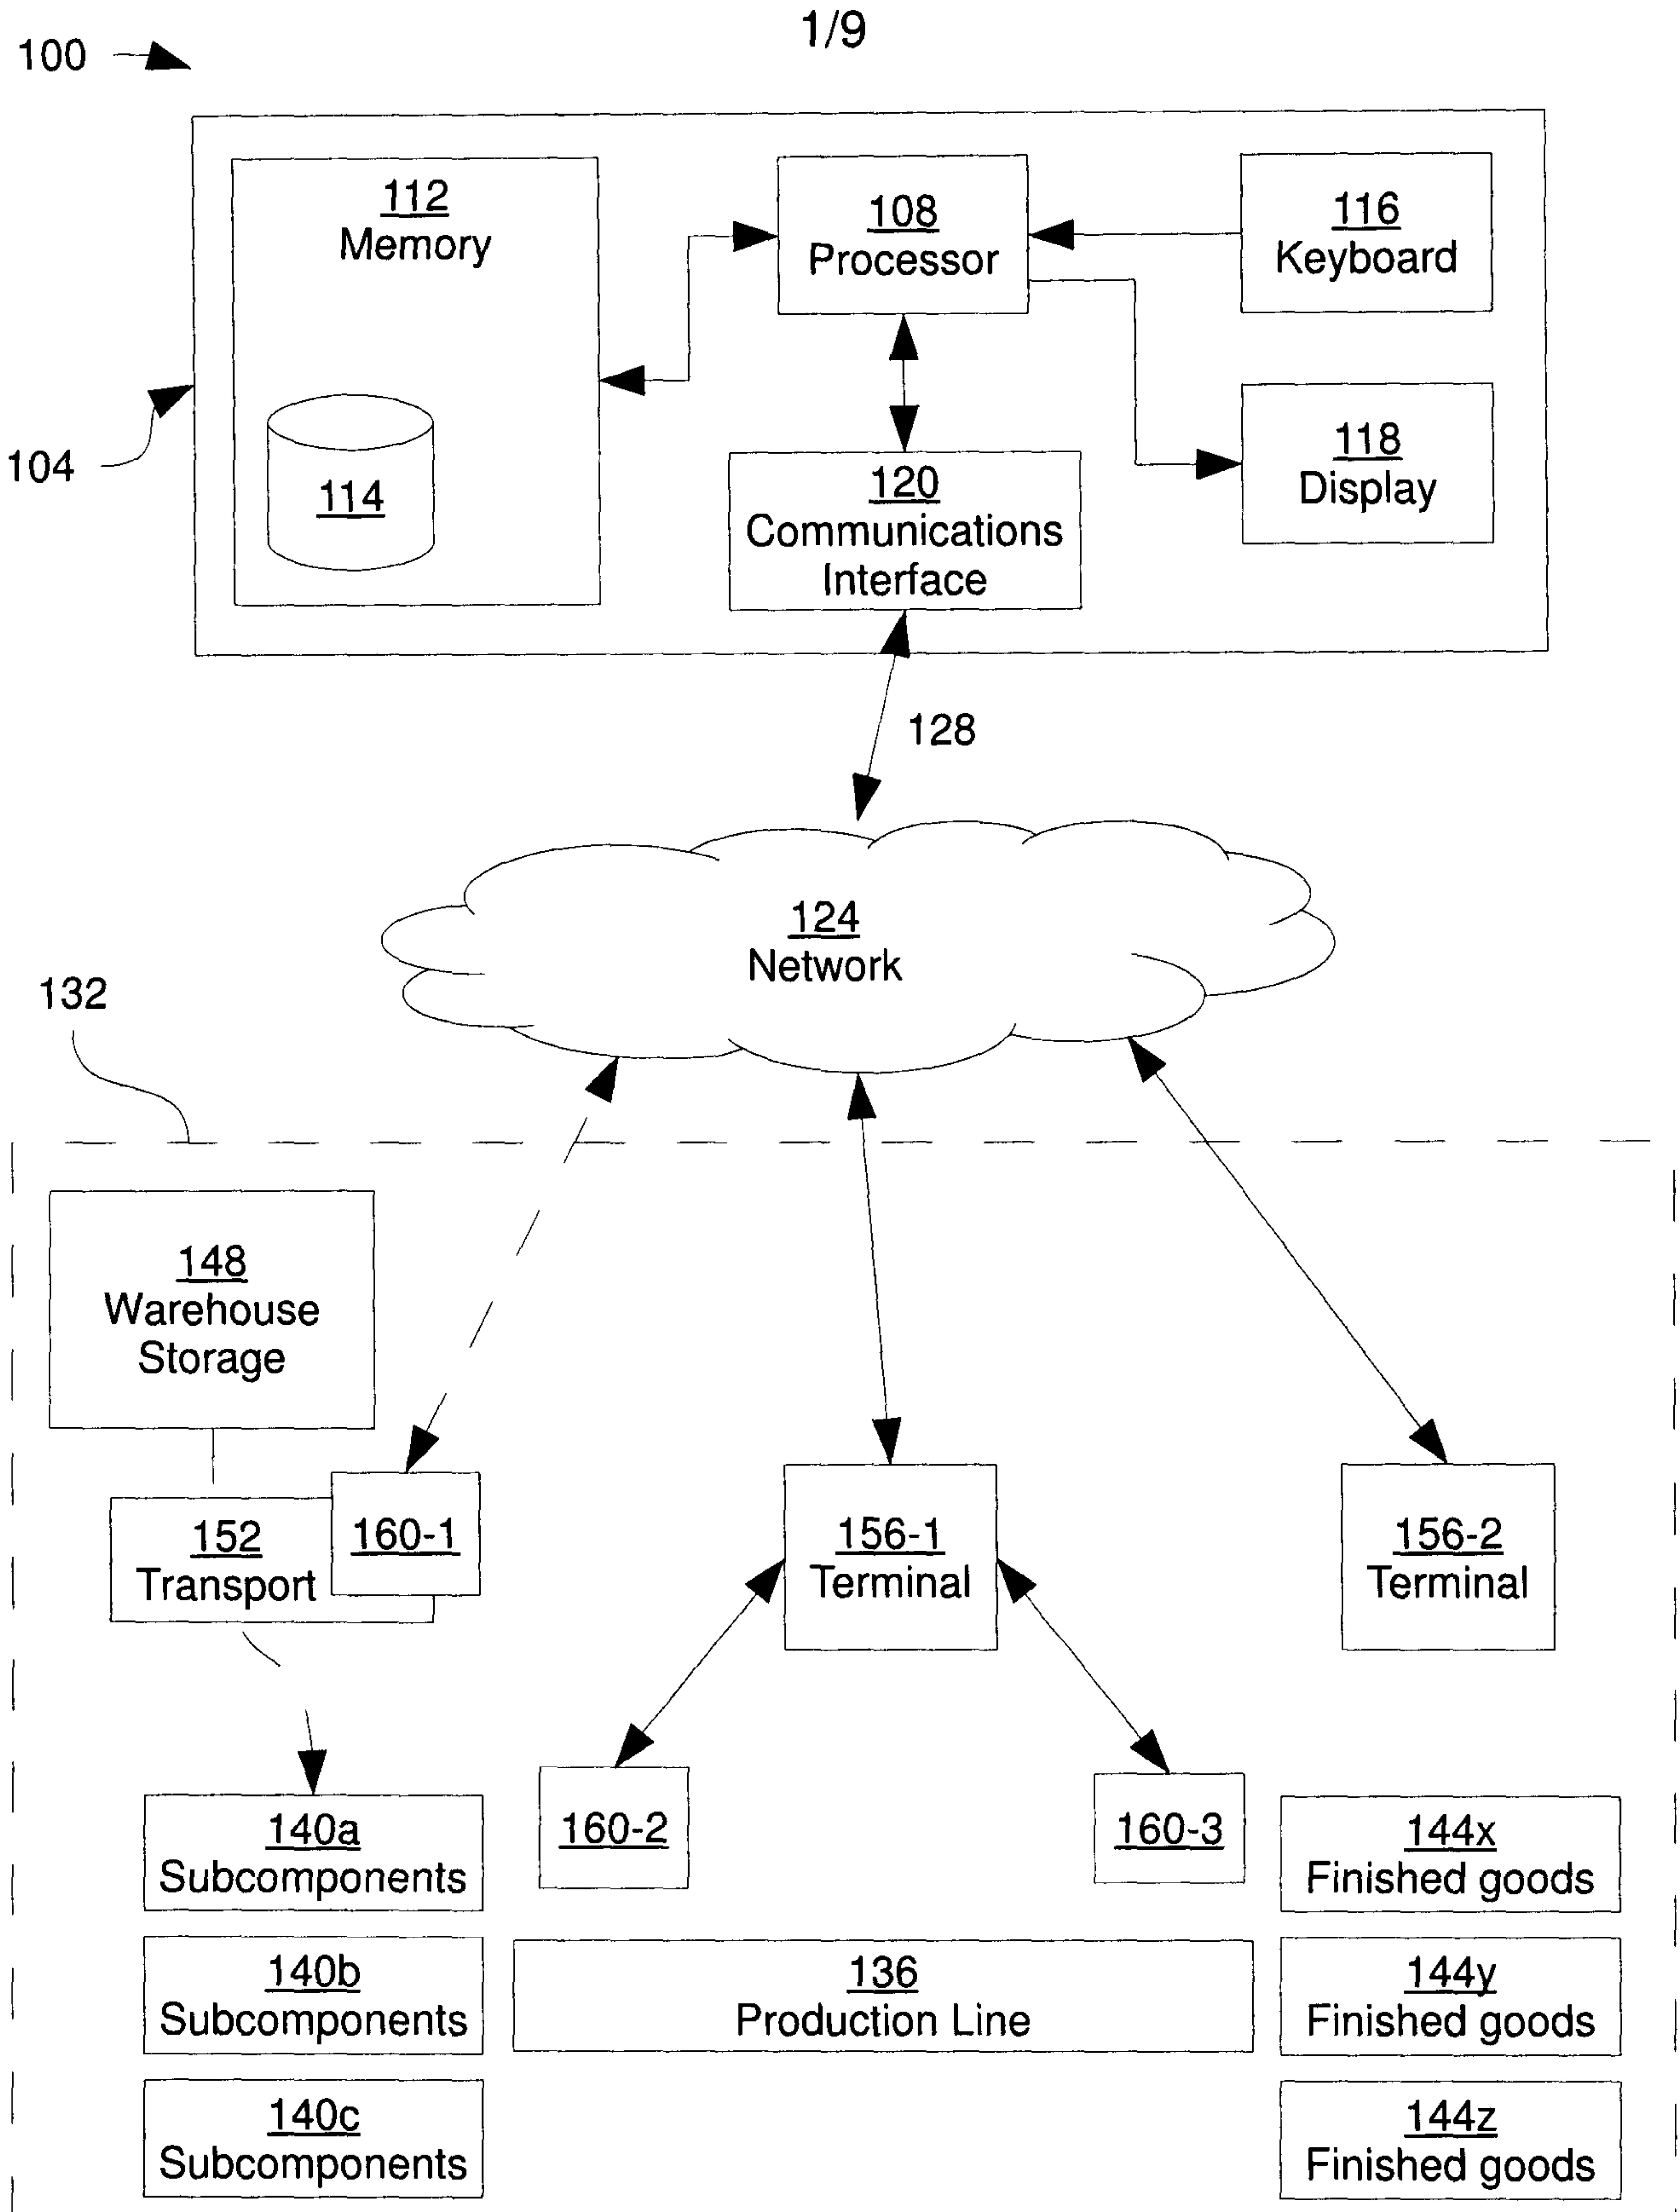 1/9
100
112
Memory
108
Processor
116
Keyboard
104
114
120
Communications
Interface
118
Display
128
124
Network
132
148
Warehouse
Storage
152
Transport
160-1
156-1
Terminal
156-2
Terminal
160-2
160-3
140a
Subcomponents
144x
Finished goods
140b
Subcomponents
136
Production Line
144y
Finished goods
140c
Subcomponents
144z
Finished goods